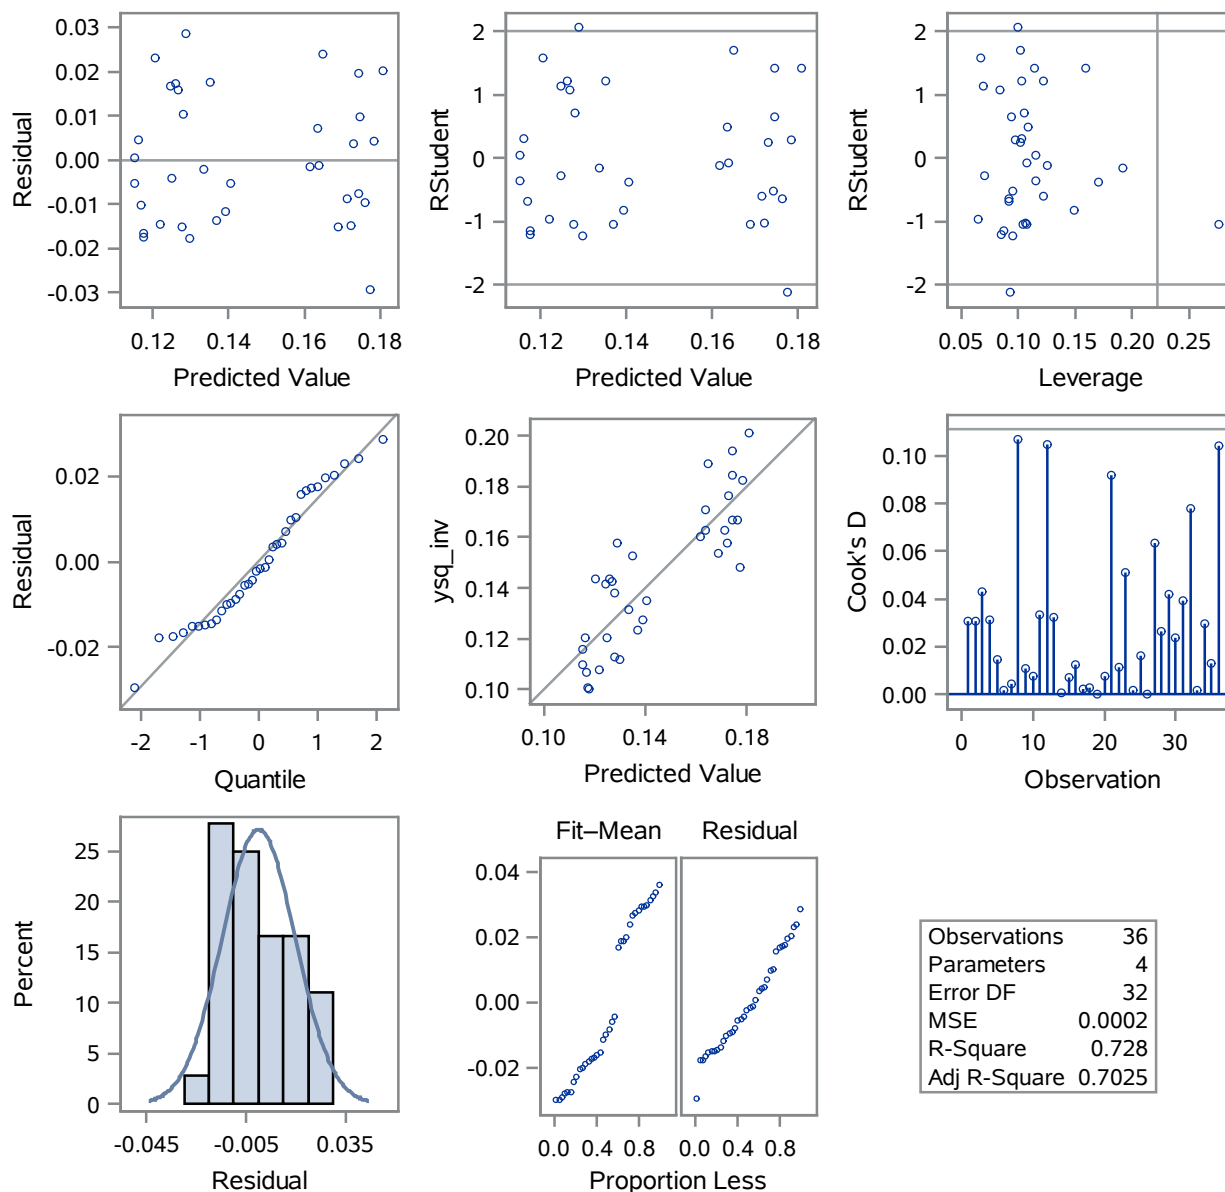 0.03
0.02
0.01
0.00
-0.01
-0.02
-0.03
Residual
0.12 0.14 0.16 0.18
Predicted Value
2
1
0
-1
-2
RStudent
0.12 0.14 0.16 0.18
Predicted Value
2
1
0
-1
-2
RStudent
0.05 0.10 0.15 0.20 0.25
Leverage
0.02
0.00
-0.02
Residual
-2 -1 0 1 2
Quantile
0.20
0.18
0.16
0.14
0.12
0.10
ysq_inv
0.10 0.14 0.18
Predicted Value
0.10
0.08
0.06
0.04
0.02
0.00
Cook's D
0 10 20 30
Observation
25
20
15
10
5
0
Percent
-0.045 -0.005 0.035
Residual
Fit–Mean Residual
0.04
0.02
0.00
-0.02
0.0 0.4 0.8 0.0 0.4 0.8
Proportion Less
Observations 36
Parameters 4
Error DF 32
MSE 0.0002
R-Square 0.728
Adj R-Square 0.7025